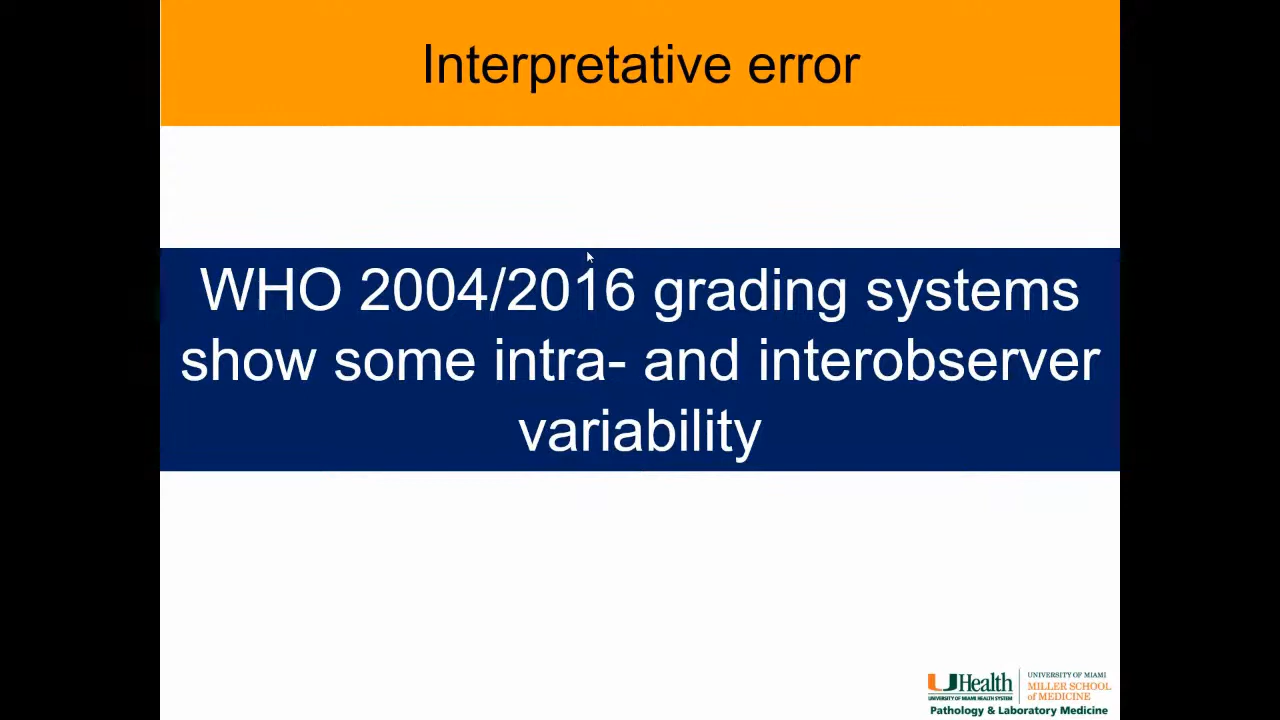 Interpretative error
WHO 2004/2016 grading systems
show some intra- and interobserver
variability
UHealth
UNIVERSITY OF MIAMI HEALTH SYSTEM
UNIVERSITY OF MIAMI
MILLER SCHOOL
of MEDICINE
Pathology & Laboratory Medicine